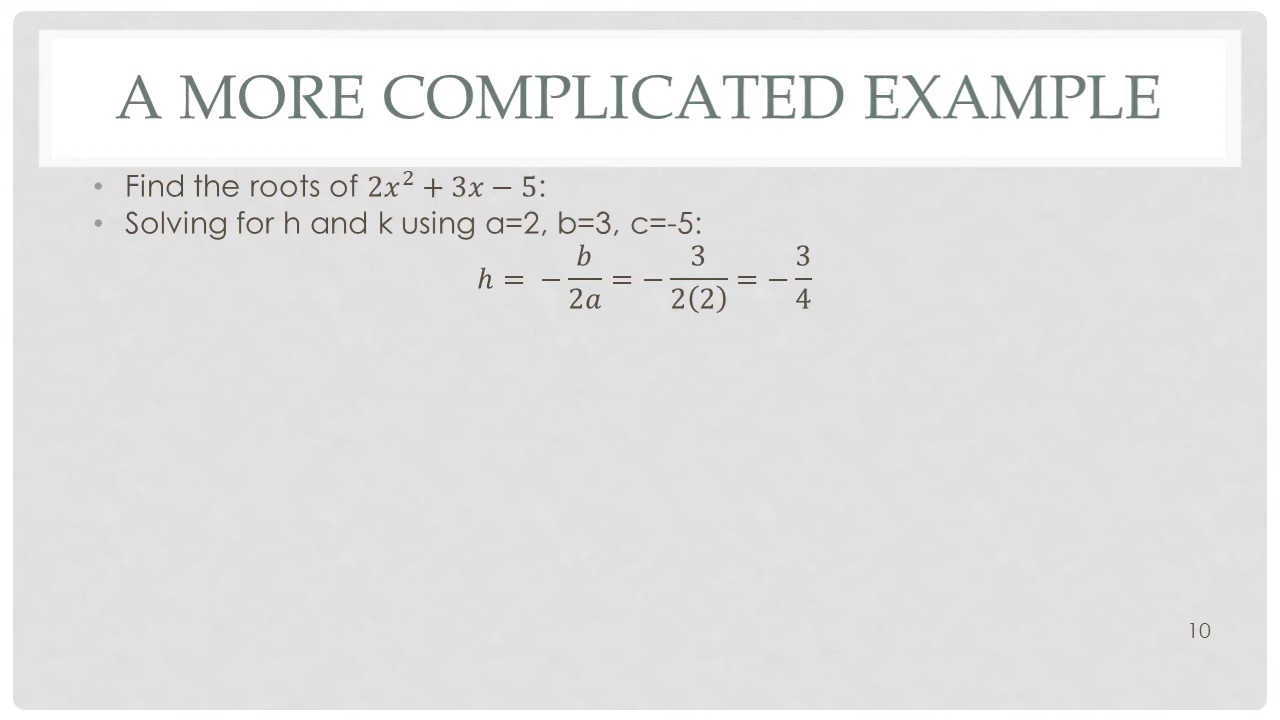 A MORE COMPLICATED EXAMPLE
• Find the roots of 2x² + 3x − 5:
• Solving for h and k using a=2, b=3, c=-5:
h = − b/2a = − 3/2(2) = − 3/4
10